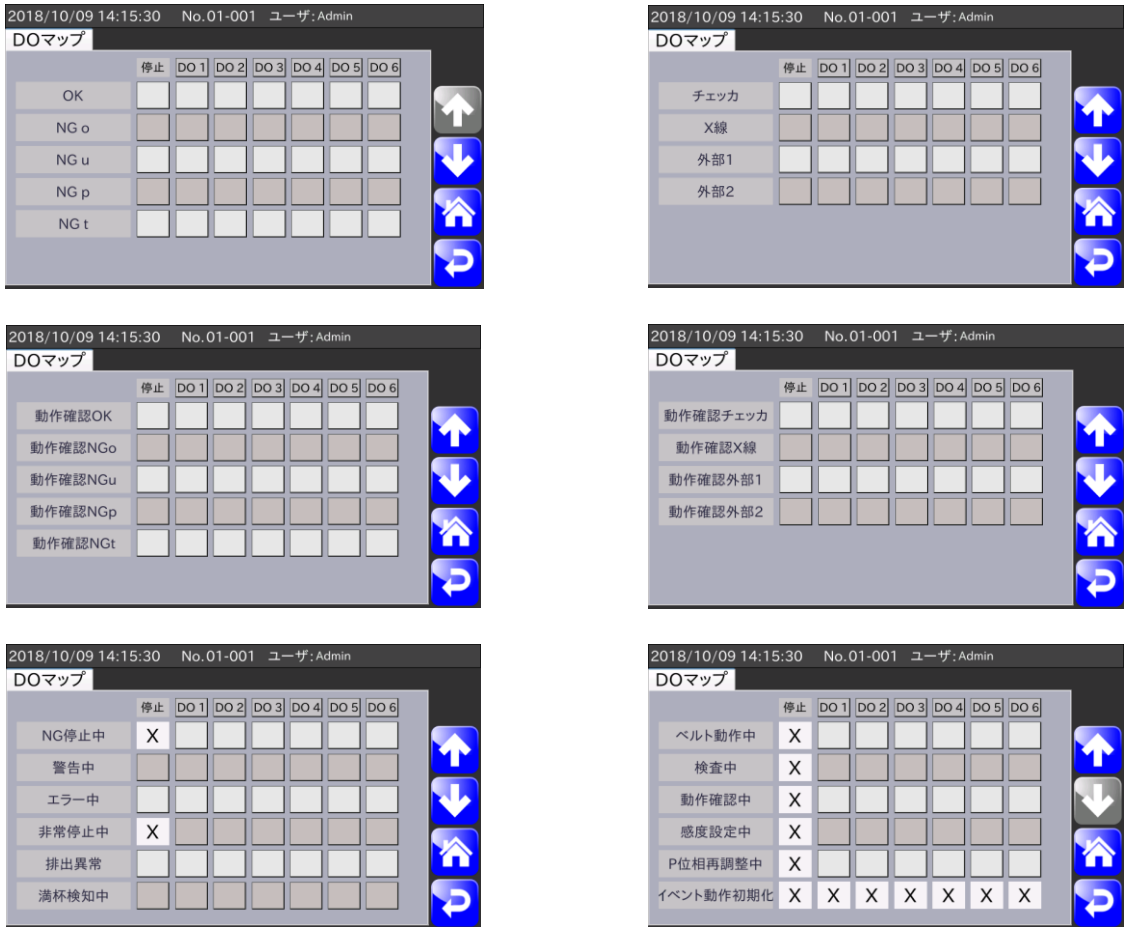 2018/10/09 14:15:30 No.01-001 ユーザ:Admin
DOマップ
停止 DO 1 DO 2 DO 3 DO 4 DO 5 DO 6
OK
NG o
NG u
NG p
NG t
2018/10/09 14:15:30 No.01-001 ユーザ:Admin
DOマップ
停止 DO 1 DO 2 DO 3 DO 4 DO 5 DO 6
チェッカ
X線
外部1
外部2
2018/10/09 14:15:30 No.01-001 ユーザ:Admin
DOマップ
停止 DO 1 DO 2 DO 3 DO 4 DO 5 DO 6
動作確認OK
動作確認NGo
動作確認NGu
動作確認NGp
動作確認NGt
2018/10/09 14:15:30 No.01-001 ユーザ:Admin
DOマップ
停止 DO 1 DO 2 DO 3 DO 4 DO 5 DO 6
動作確認チェッカ
動作確認X線
動作確認外部1
動作確認外部2
2018/10/09 14:15:30 No.01-001 ユーザ:Admin
DOマップ
停止 DO 1 DO 2 DO 3 DO 4 DO 5 DO 6
NG停止中 X
警告中
エラー中
非常停止中 X
排出異常
満杯検知中
2018/10/09 14:15:30 No.01-001 ユーザ:Admin
DOマップ
停止 DO 1 DO 2 DO 3 DO 4 DO 5 DO 6
ベルト動作中 X
検査中 X
動作確認中 X
感度設定中 X
P位相再調整中 X
イベント動作初期化 X X X X X X X